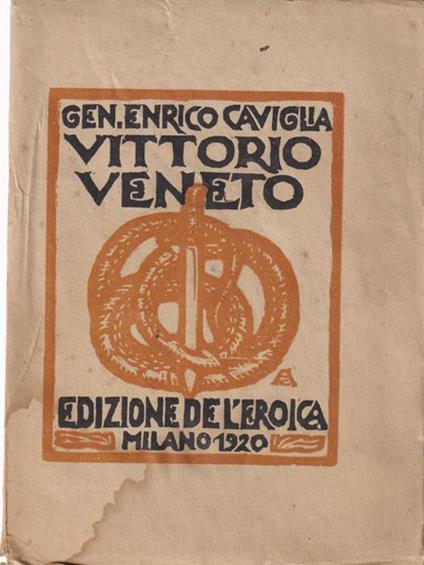 GEN. ENRICO CAVIGLIA
VITTORIO
VENETO
EDIZIONE DE L'EROICA
MILANO 1920